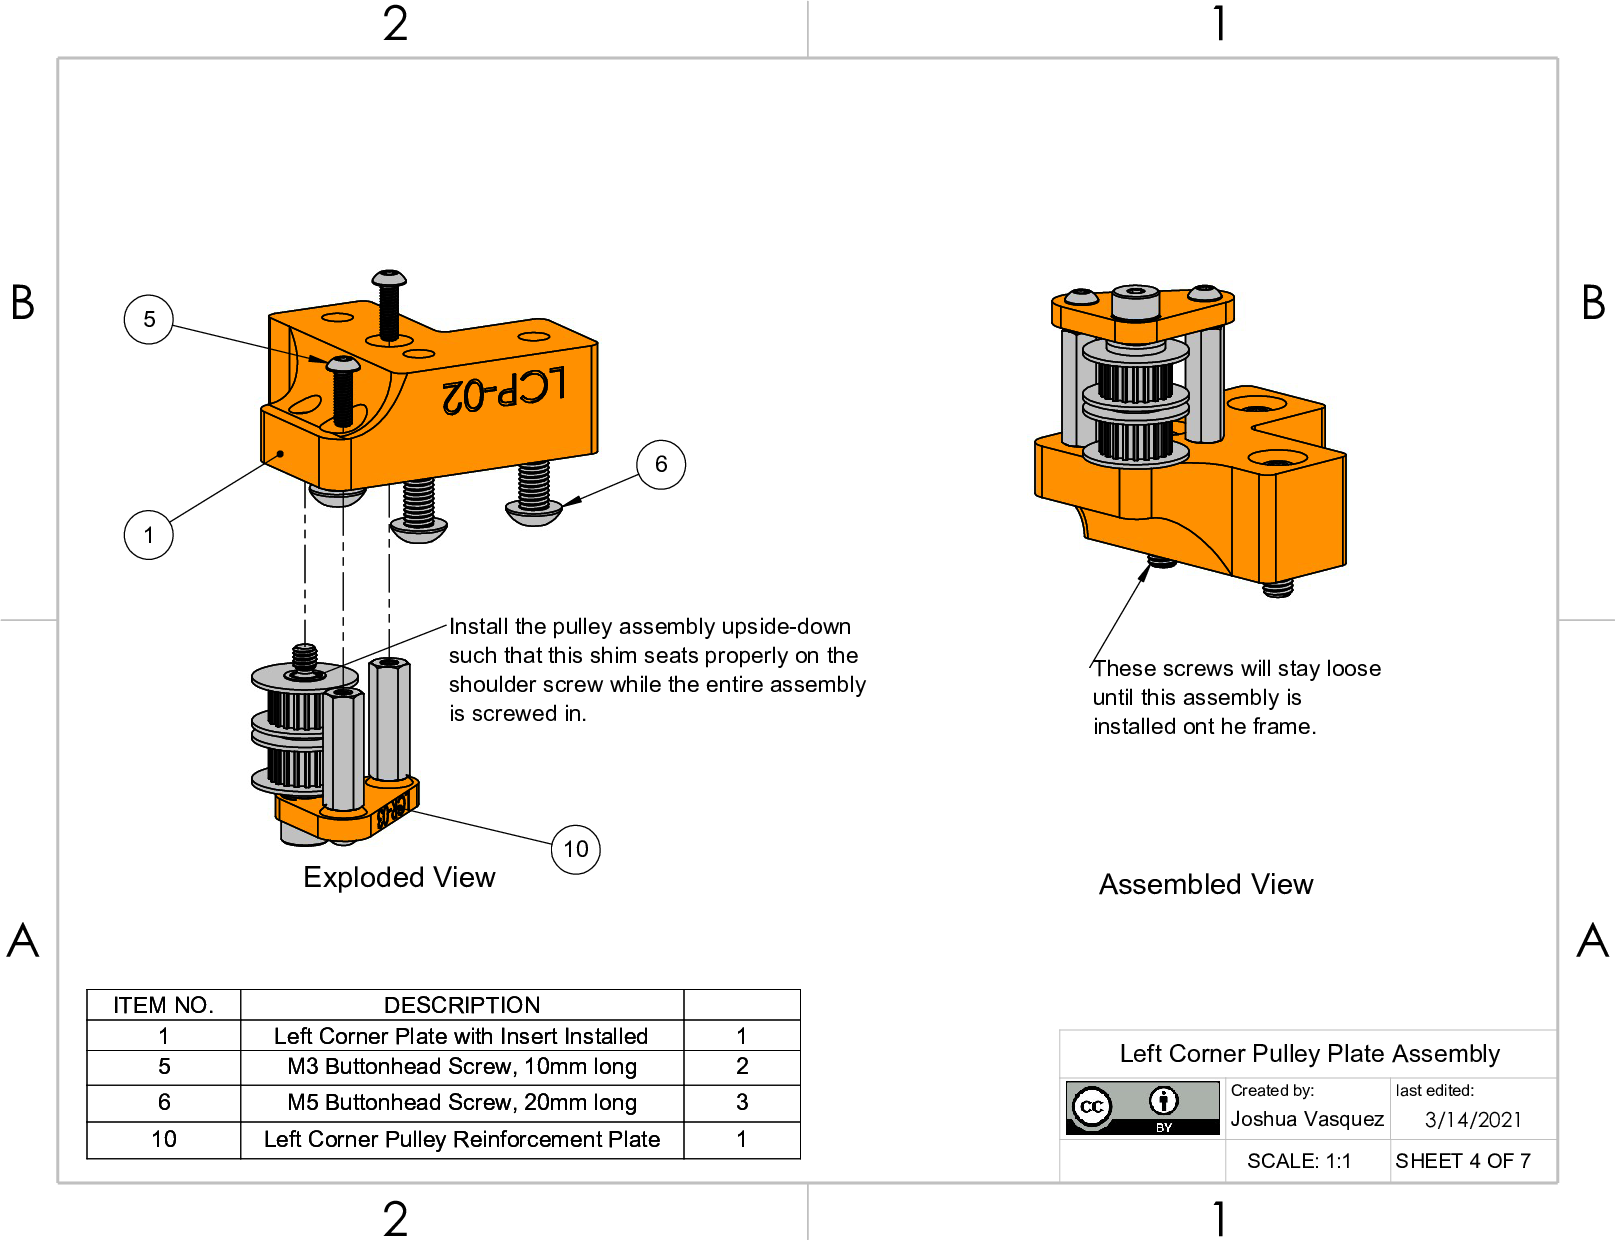 2
1
B
B
5
LCP-02
6
1
Install the pulley assembly upside-down
such that this shim seats properly on the
shoulder screw while the entire assembly
is screwed in.
These screws will stay loose
until this assembly is
installed ont he frame.
10
Exploded View
Assembled View
A
A
ITEM NO. DESCRIPTION
1 Left Corner Plate with Insert Installed 1
5 M3 Buttonhead Screw, 10mm long 2
6 M5 Buttonhead Screw, 20mm long 3
10 Left Corner Pulley Reinforcement Plate 1
Left Corner Pulley Plate Assembly
cc
BY
Created by:
Joshua Vasquez
last edited:
3/14/2021
SCALE: 1:1
SHEET 4 OF 7
2
1